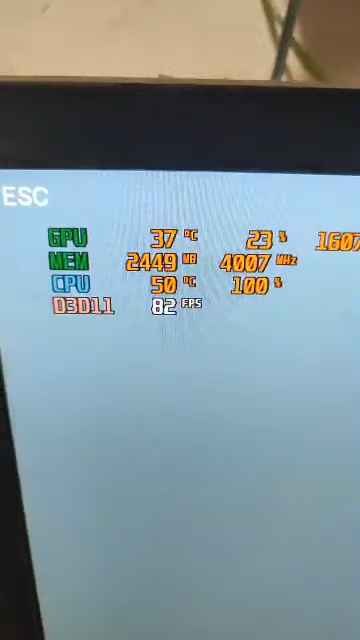 ESC
GPU 37 °C 23 % 1607
MEM 2449 MB 4007 MHz
CPU 50 °C 100 %
D3D11 82 FPS